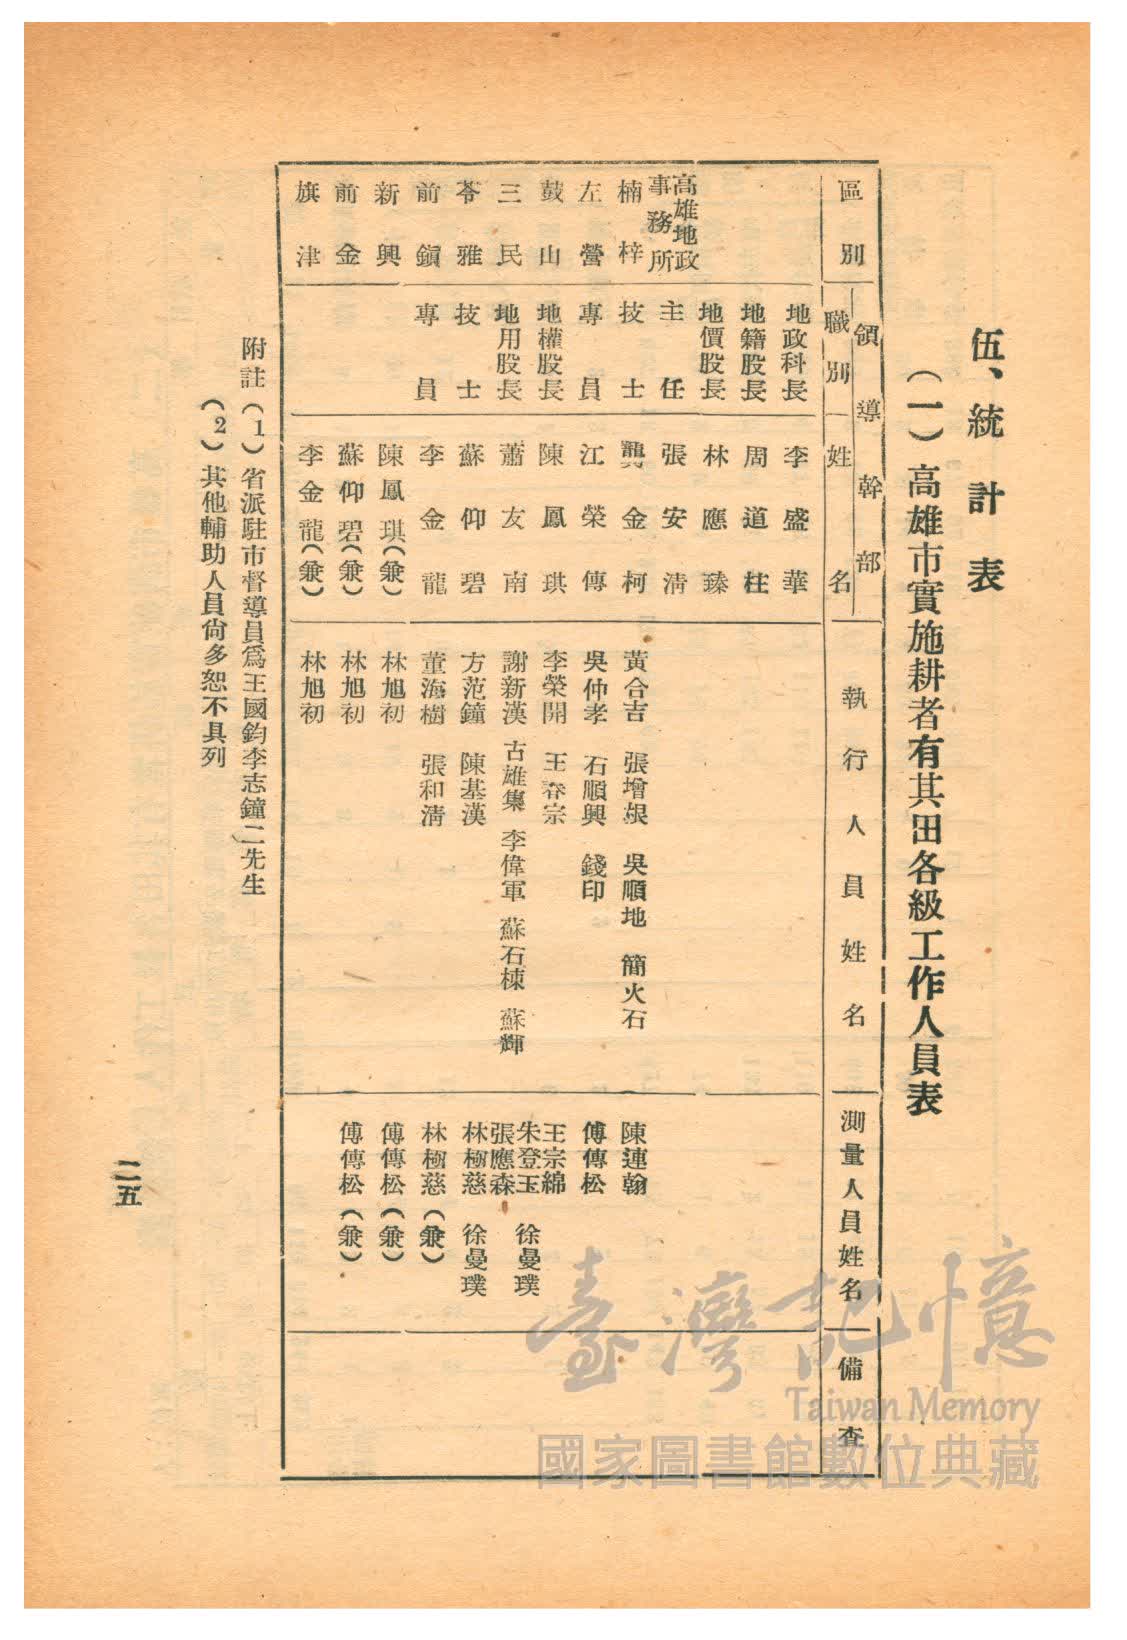 伍、統計表
（一）高雄市實施耕者有其田各級工作人員表
區別
領導幹部
職別
姓名
執行人員姓名
測量人員姓名
備查
地政科長 李盛華
地籍股長 周道柱
地價股長 林應臻
高雄地政事務所 主任 張安清
楠梓 技士 龔金柯 黃合吉 張增娘 吳順地 簡火石 陳連翰
左營 專員 江榮傳 吳仲孝 石順興 錢印 傅傳松
鼓山 地權股長 陳鳳琪 李榮開 王春宗 王宗綿
三民 地用股長 蕭友南 謝新漢 古雄集 李偉軍 蘇石棟 蘇輝 朱登玉 張應森 徐曼璞
苓雅 技士 蘇仰碧 方范鐘 陳基漢 林極慈 徐曼璞
前鎮 專員 李金龍 董海樹 張和清 林極慈（兼）
新興 陳鳳琪（兼） 林旭初 傅傳松（兼）
前金 蘇仰碧（兼） 林旭初 傅傳松（兼）
旗津 李金龍（兼） 林旭初
附註（1）省派駐市督導員爲王國鈞李志鐘二先生
（2）其他輔助人員尙多恕不具列
二五
臺灣記憶
Taiwan Memory
國家圖書館數位典藏